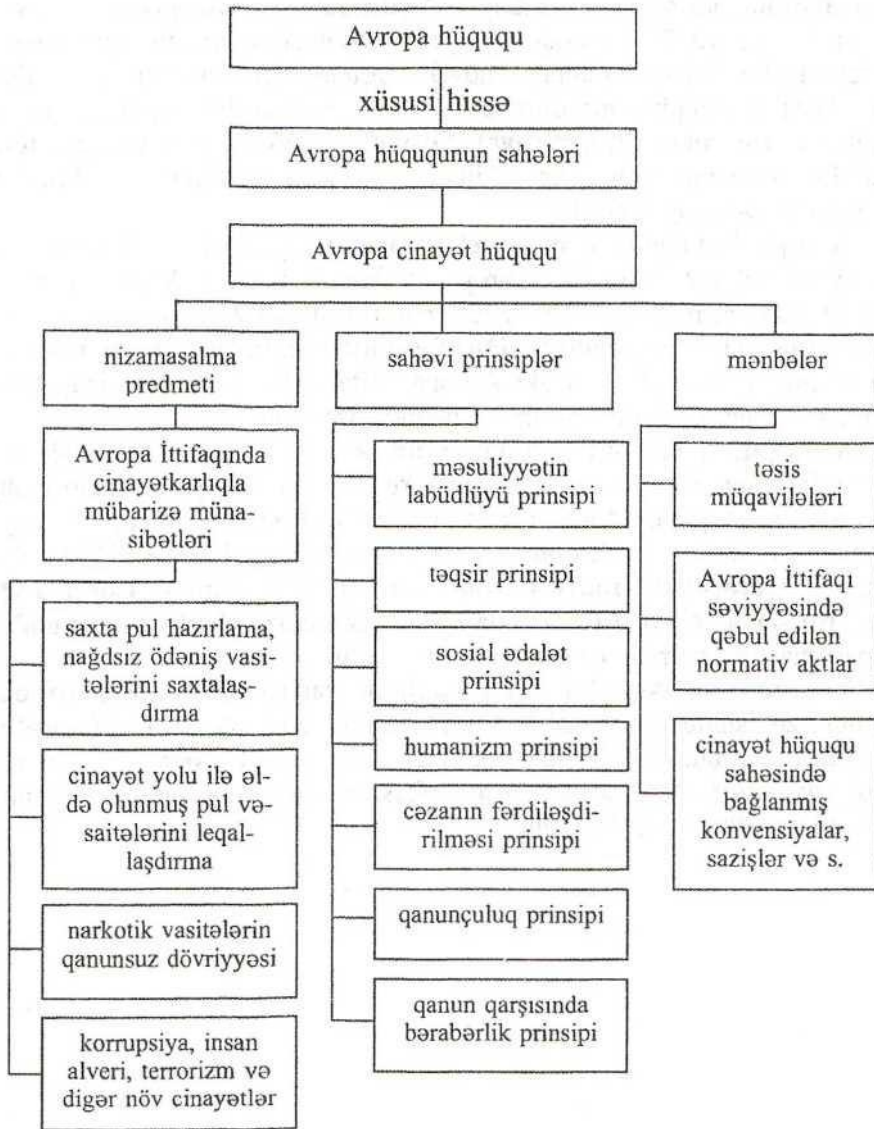 Avropa hüququ
xüsusi hissə
Avropa hüququnun sahələri
Avropa cinayət hüququ
nizamasalma
predmeti
Avropa İttifaqında
cinayətkarlıqla
mübarizə müna-
sibətləri
saxta pul hazırlama,
nağdsız ödəniş vasi-
tələrini saxtalaş-
dırma
cinayət yolu ilə əl-
də olunmuş pul və-
saitələrini leqal-
laşdırma
narkotik vasitələrin
qanunsuz dövriyyəsi
korrupsiya, insan
alveri, terrorizm və
digər növ cinayətlər
sahəvi prinsiplər
məsuliyyətin
labüdlüyü prinsipi
təqsir prinsipi
sosial ədalət
prinsipi
humanizm prinsipi
cəzanın fərdiləşdi-
rilməsi prinsipi
qanunçuluq prinsipi
qanun qarşısında
bərabərlik prinsipi
mənbələr
təsis
müqavilələri
Avropa İttifaqı
səviyyəsində
qəbul edilən
normativ aktlar
cinayət hüququ
sahəsində
bağlanmış
konvensiyalar,
sazişlər və s.